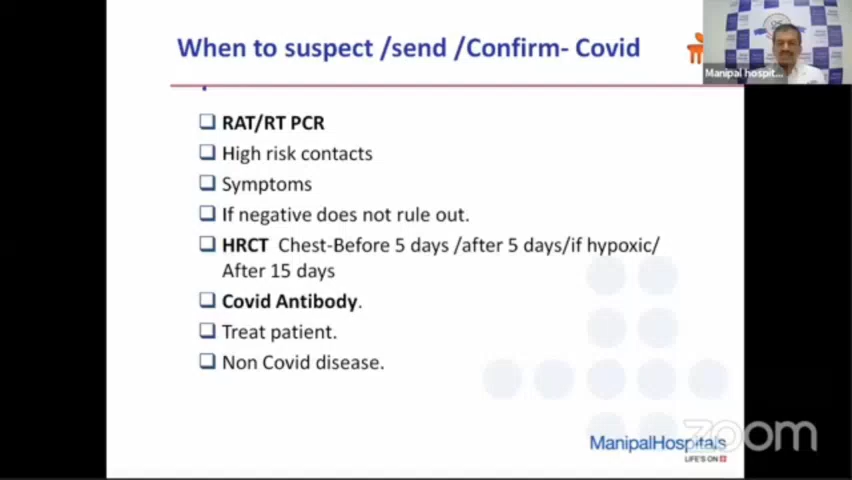 When to suspect /send /Confirm- Covid
Manipal hospit...
RAT/RT PCR
High risk contacts
Symptoms
If negative does not rule out.
HRCT Chest-Before 5 days /after 5 days/if hypoxic/
After 15 days
Covid Antibody.
Treat patient.
Non Covid disease.
ManipalHospitals
LIFE'S ON
zoom